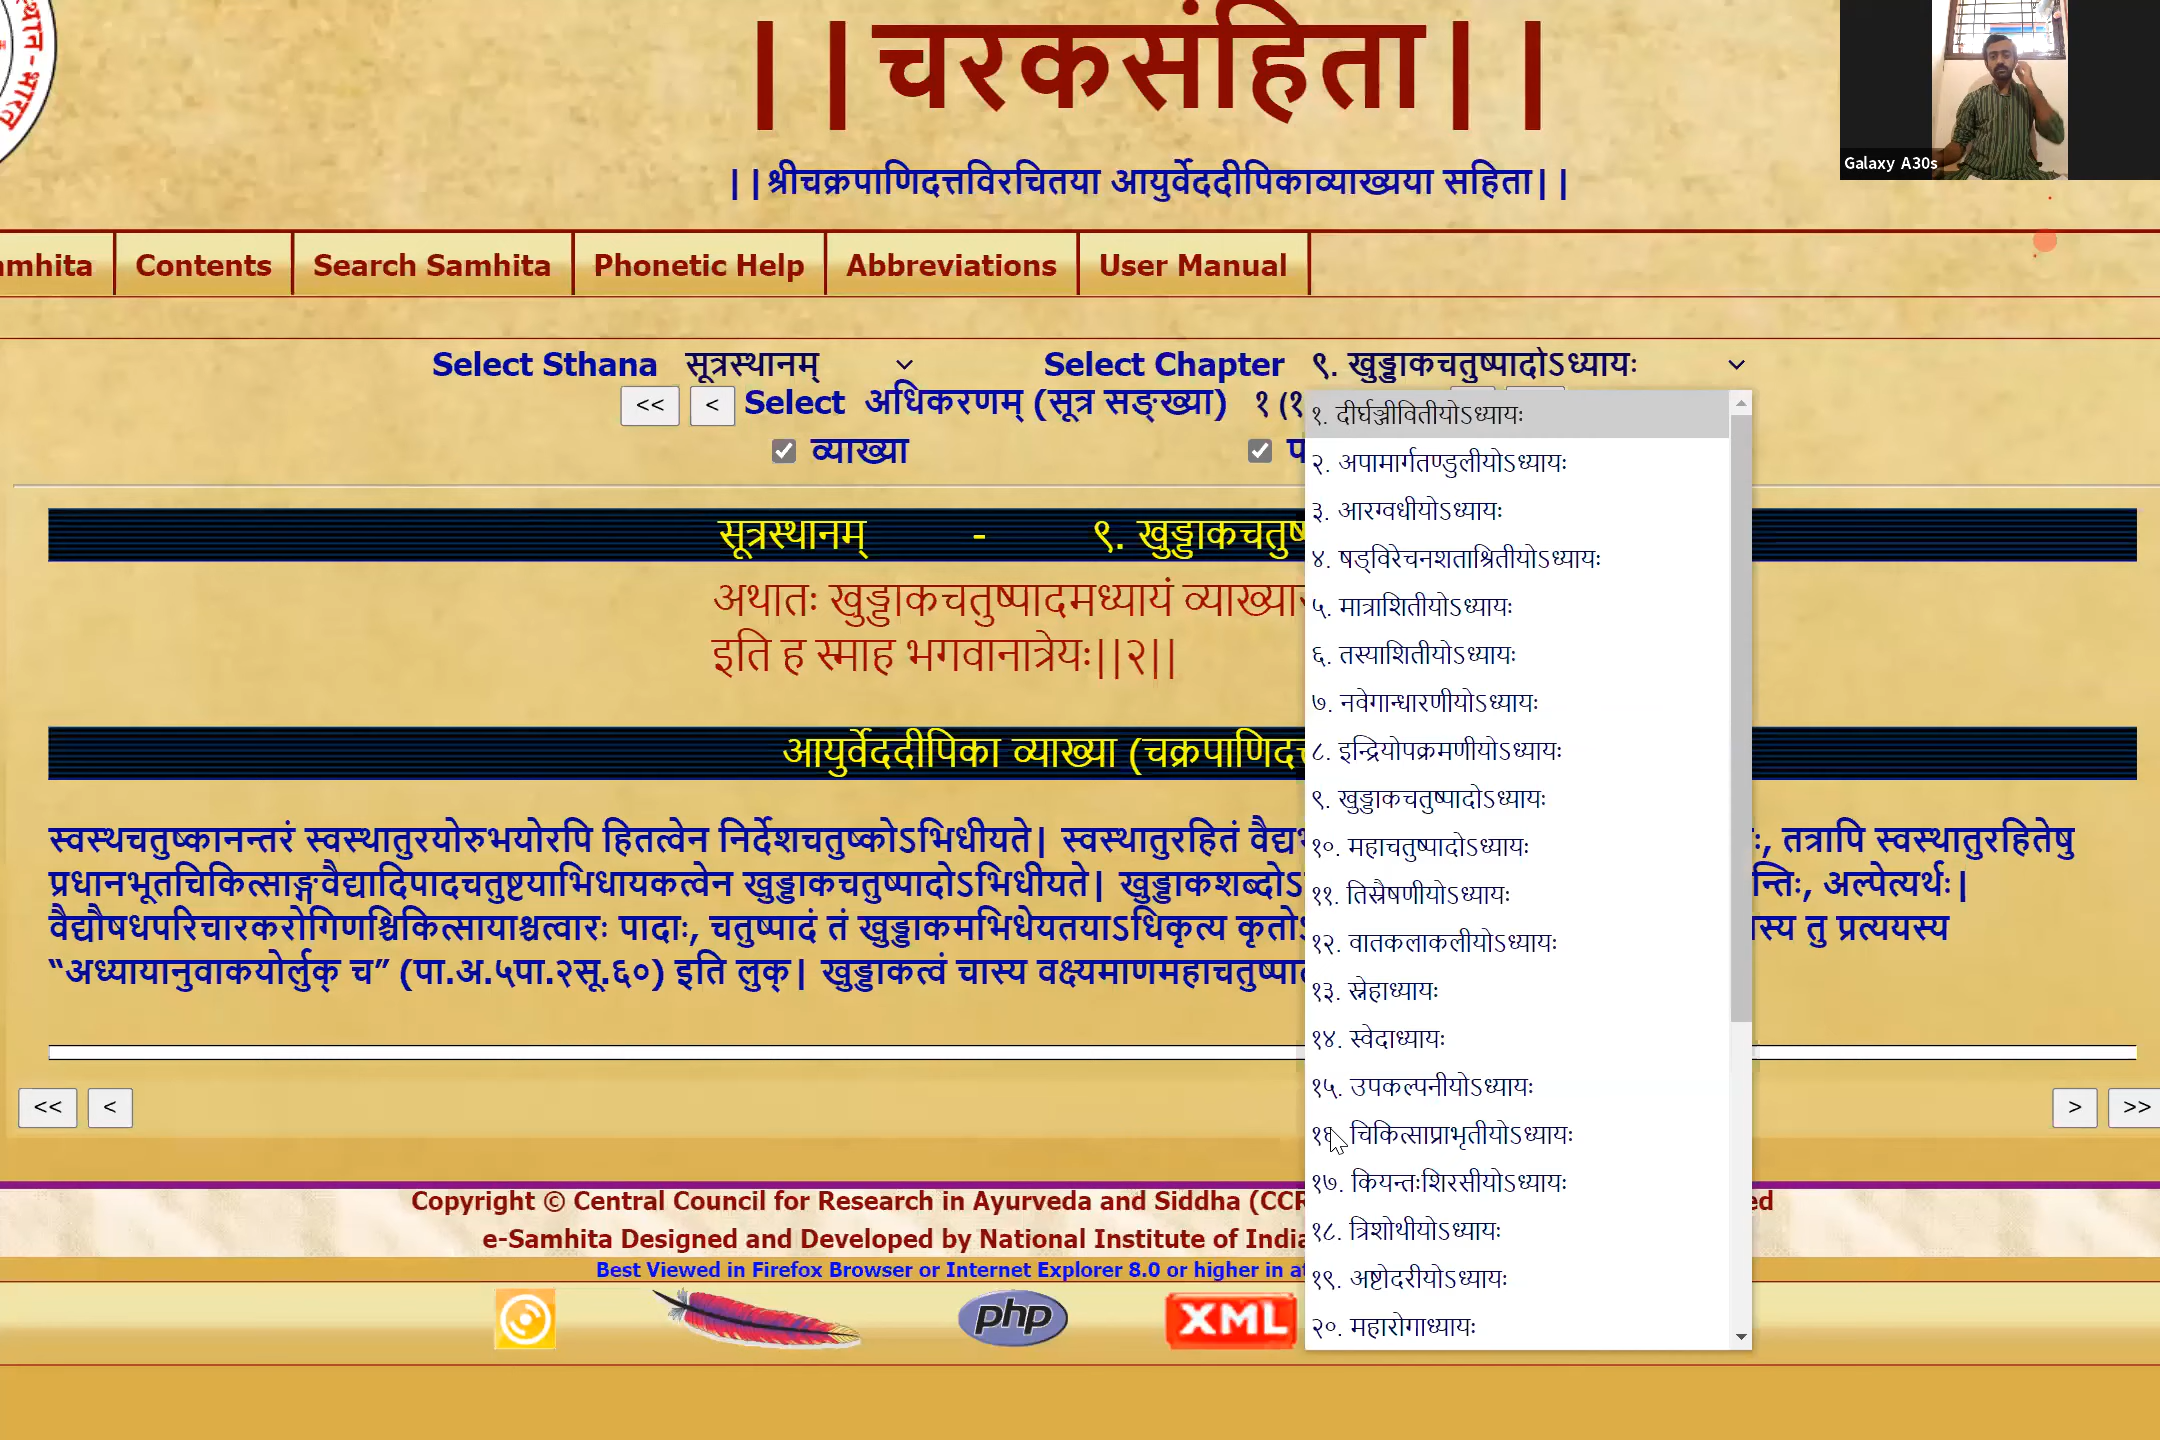 स्थान - भारत
||चरकसंहिता||
||श्रीचक्रपाणिदत्तविरचितया आयुर्वेददीपिकाव्याख्यया सहिता||
Galaxy A30s
amhita Contents Search Samhita Phonetic Help Abbreviations User Manual
Select Sthana सूत्रस्थानम् Select Chapter ९. खुड्डाकचतुष्पादोऽध्यायः
<< < Select अधिकरणम् (सूत्र सङ्ख्या) १ (१
व्याख्या
१. दीर्घञ्जीवितीयोऽध्यायः
२. अपामार्गतण्डुलीयोऽध्यायः
३. आरग्वधीयोऽध्यायः
४. षड्विरेचनशताश्रितीयोऽध्यायः
५. मात्राशितीयोऽध्यायः
६. तस्याशितीयोऽध्यायः
७. नवेगान्धारणीयोऽध्यायः
८. इन्द्रियोपक्रमणीयोऽध्यायः
९. खुड्डाकचतुष्पादोऽध्यायः
१०. महाचतुष्पादोऽध्यायः
११. तिस्रैषणीयोऽध्यायः
१२. वातकलाकलीयोऽध्यायः
१३. स्नेहाध्यायः
१४. स्वेदाध्यायः
१५. उपकल्पनीयोऽध्यायः
१६. चिकित्साप्राभृतीयोऽध्यायः
१७. कियन्तःशिरसीयोऽध्यायः
१८. त्रिशोथीयोऽध्यायः
१९. अष्टोदरीयोऽध्यायः
२०. महारोगाध्यायः
सूत्रस्थानम् - ९. खुड्डाकचतुष
अथातः खुड्डाकचतुष्पादमध्यायं व्याख्या
इति ह स्माह भगवानात्रेयः||२||
आयुर्वेददीपिका व्याख्या (चक्रपाणिदत्त
स्वस्थचतुष्कानन्तरं स्वस्थातुरयोरुभयोरपि हितत्वेन निर्देशचतुष्कोऽभिधीयते| स्वस्थातुरहितं :, तत्रापि स्वस्थातुरहितेषु
प्रधानभूतचिकित्साङ्गवैद्यादिपादचतुष्टयाभिधायकत्वेन खुड्डाकचतुष्पादोऽभिधीयते| खुड्डाकशब्दोऽ न्तिः, अल्पेत्यर्थः|
वैद्यौषधपरिचारकरोगिणश्चिकित्सायाश्चत्वारः पादाः, चतुष्पादं तं खुड्डाकमभिधेयतयाऽधिकृत्य कृतोऽ स्य तु प्रत्ययस्य
“अध्यायानुवाकयोर्लुक् च” (पा.अ.५पा.२सू.६०) इति लुक्| खुड्डाकत्वं चास्य वक्ष्यमाणमहाचतुष्पाद
<< < > >>
Copyright © Central Council for Research in Ayurveda and Siddha (CCR ed
e-Samhita Designed and Developed by National Institute of India
Best Viewed in Firefox Browser or Internet Explorer 8.0 or higher in at
php XML